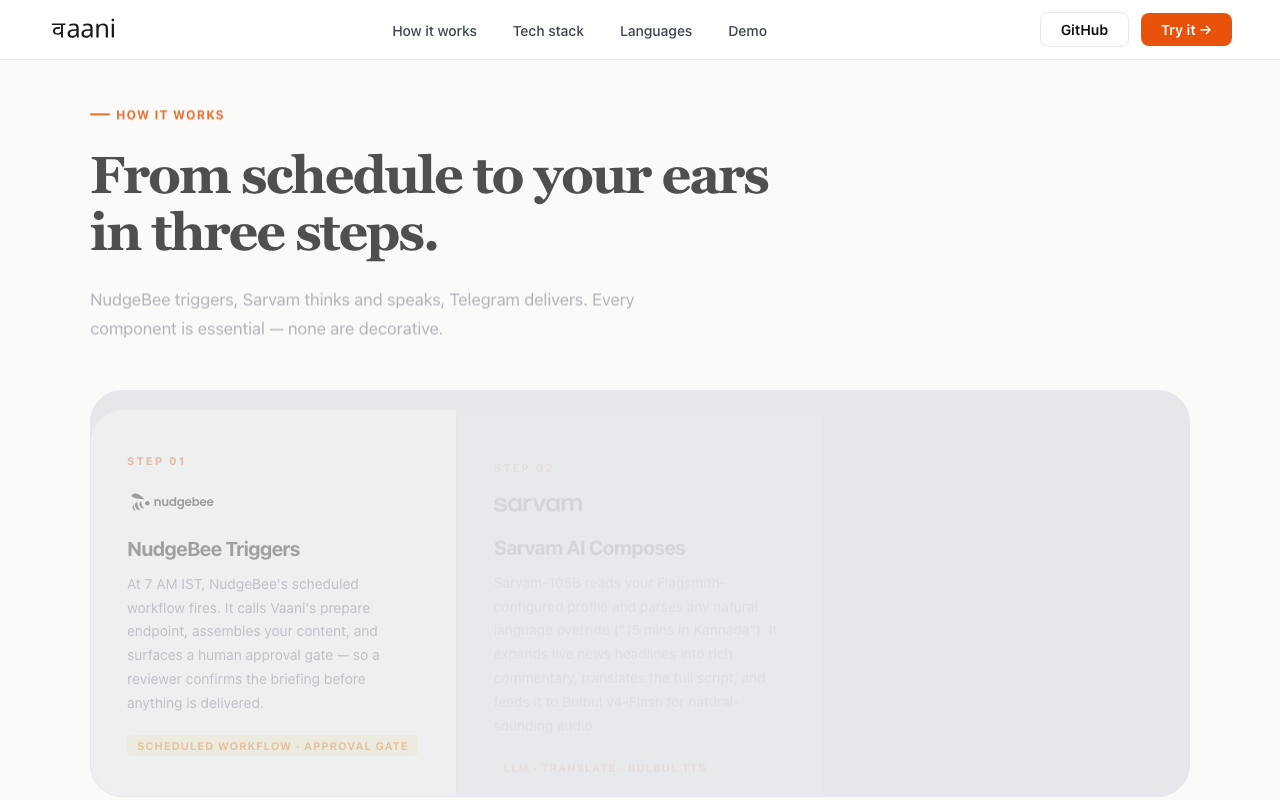 वaani
How it works
Tech stack
Languages
Demo
GitHub
Try it →
— HOW IT WORKS
From schedule to your ears
in three steps.
NudgeBee triggers, Sarvam thinks and speaks, Telegram delivers. Every
component is essential — none are decorative.
STEP 01
nudgebee
NudgeBee Triggers
At 7 AM IST, NudgeBee's scheduled
workflow fires. It calls Vaani's prepare
endpoint, assembles your content, and
surfaces a human approval gate — so a
reviewer confirms the briefing before
anything is delivered.
SCHEDULED WORKFLOW · APPROVAL GATE
STEP 02
sarvam
Sarvam AI Composes
Sarvam-105B reads your Flagsmith-
configured profile and parses any natural
language override ("15 mins in Kannada"). It
expands live news headlines into rich
commentary, translates the full script, and
feeds it to Bulbul v4-Flash for natural-
sounding audio.
LLM · TRANSLATE · BULBUL TTS